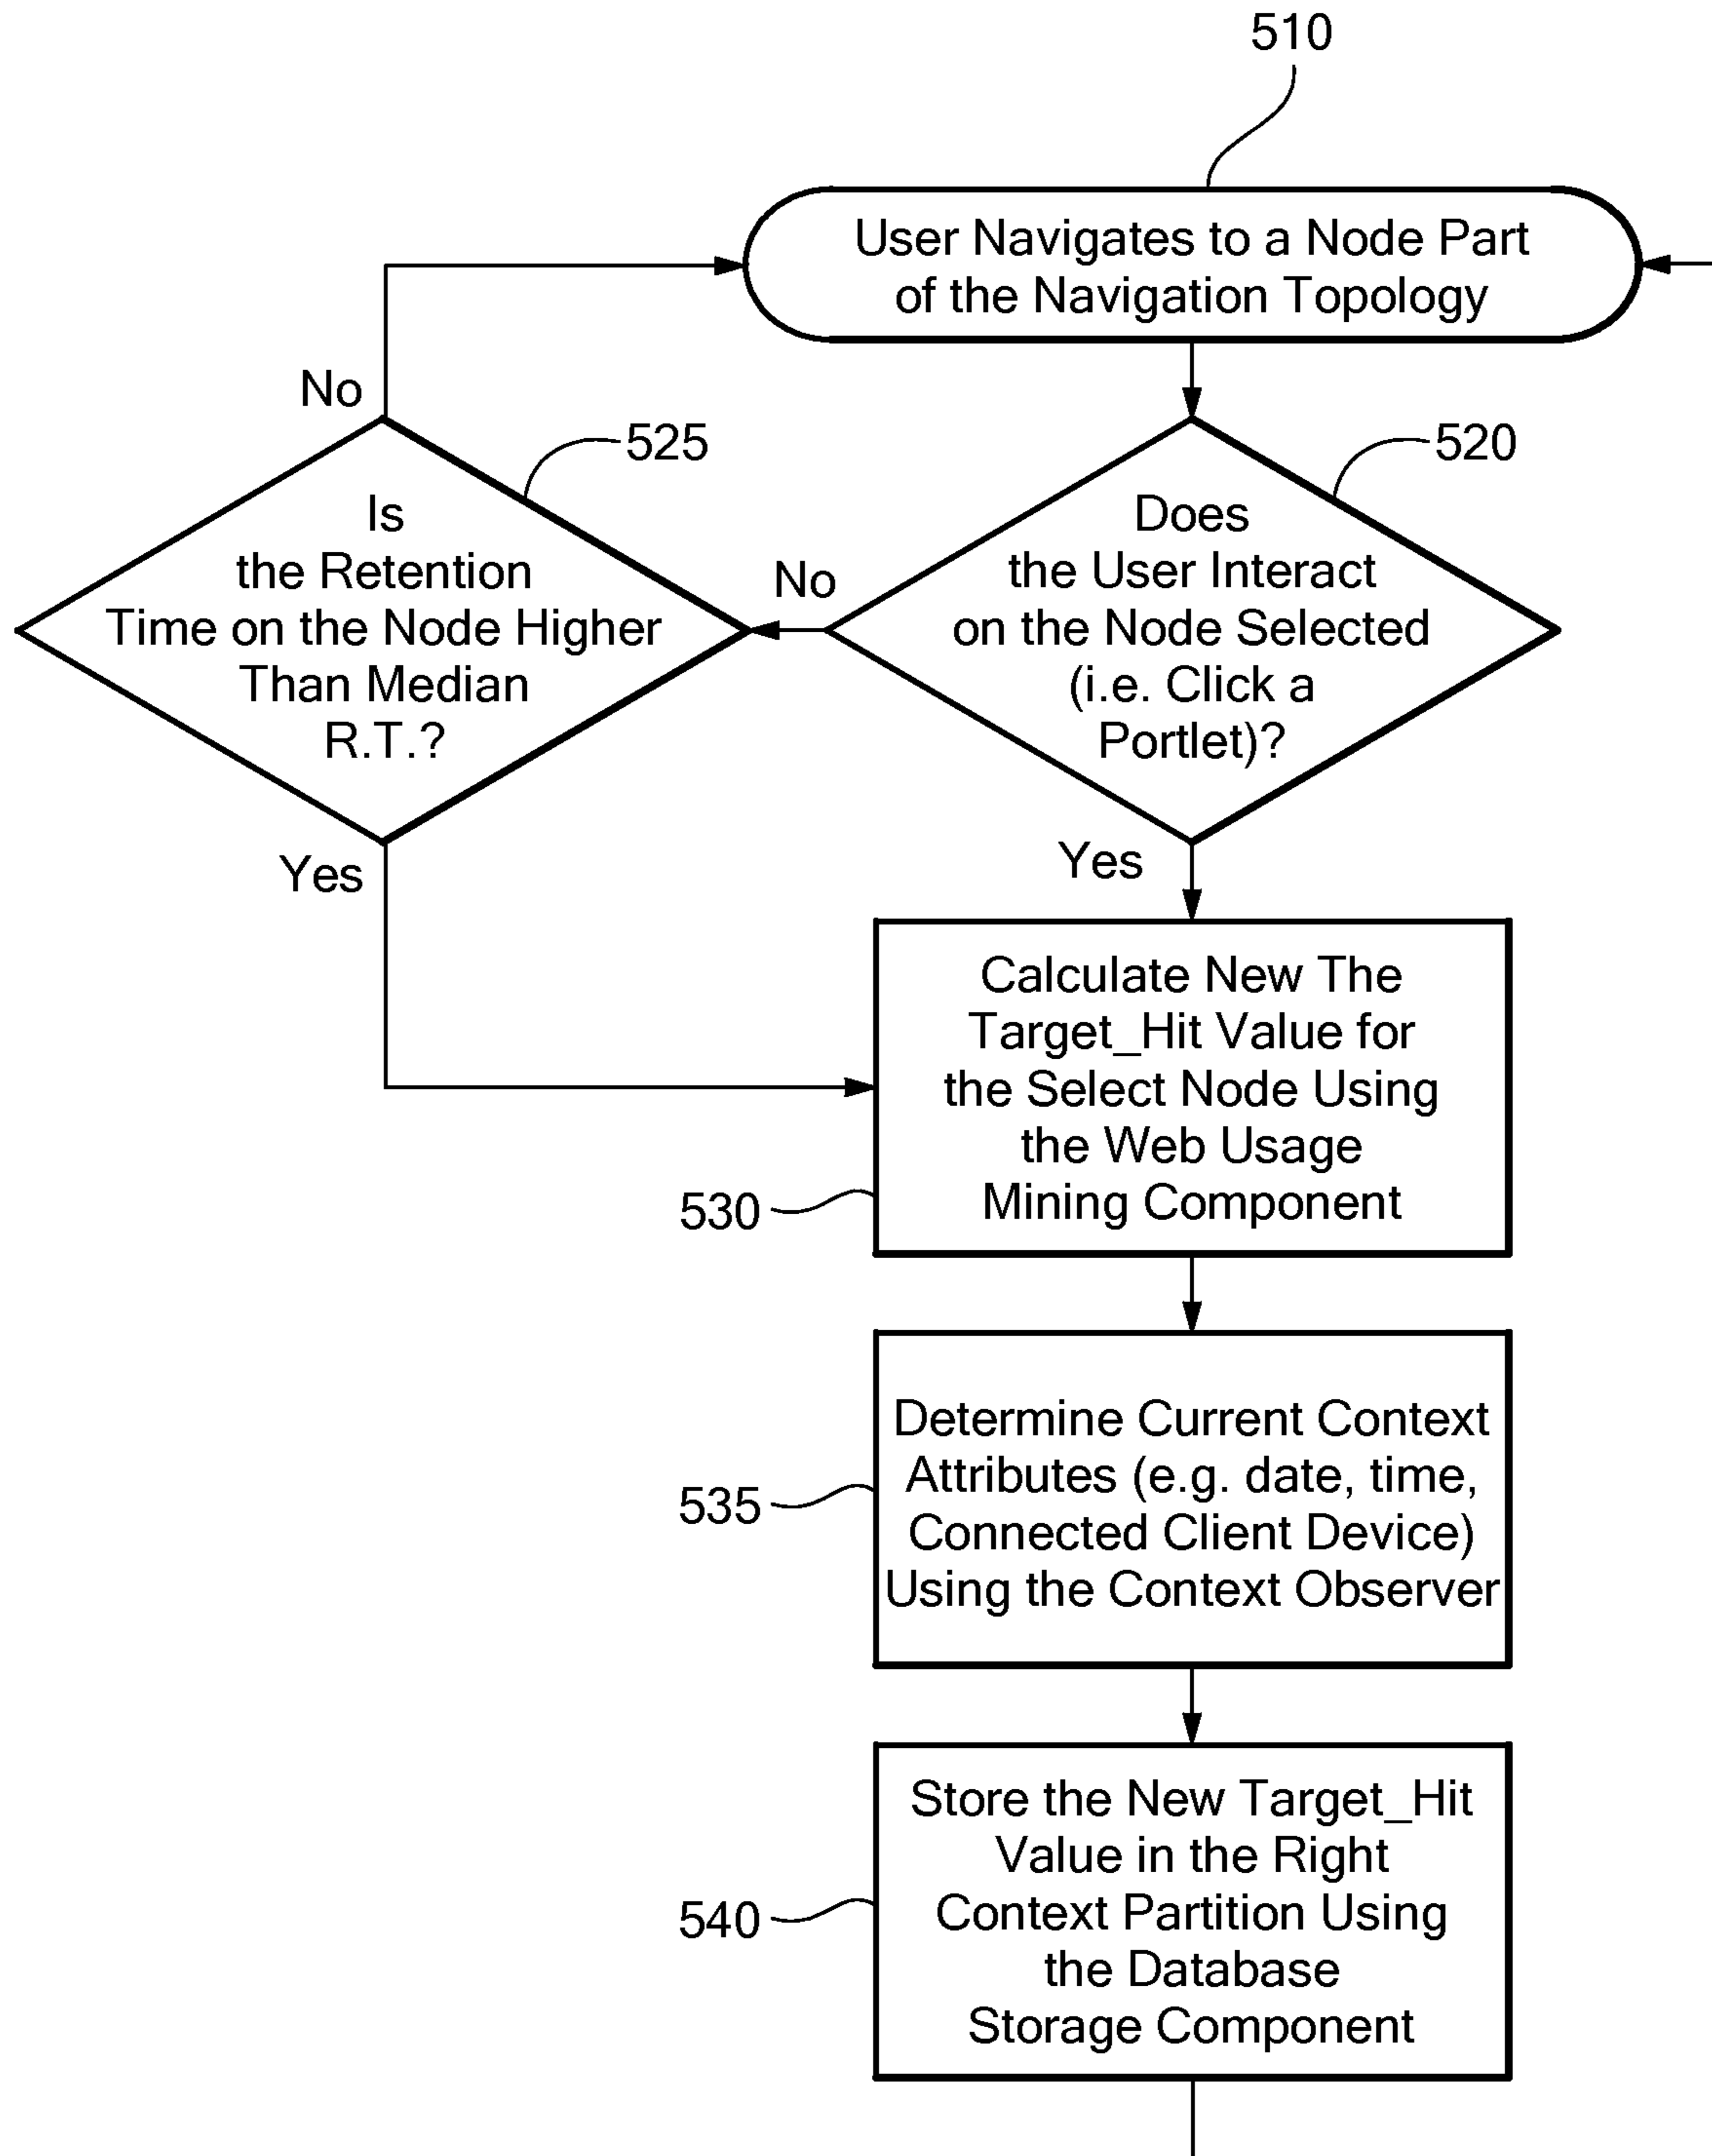 510
User Navigates to a Node Part
of the Navigation Topology
No
525
520
Is
the Retention
Time on the Node Higher
Than Median
R.T.?
No
Does
the User Interact
on the Node Selected
(i.e. Click a
Portlet)?
Yes
Yes
Calculate New The
Target_Hit Value for
the Select Node Using
the Web Usage
Mining Component
530
Determine Current Context
Attributes (e.g. date, time,
Connected Client Device)
Using the Context Observer
535
Store the New Target_Hit
Value in the Right
Context Partition Using
the Database
Storage Component
540